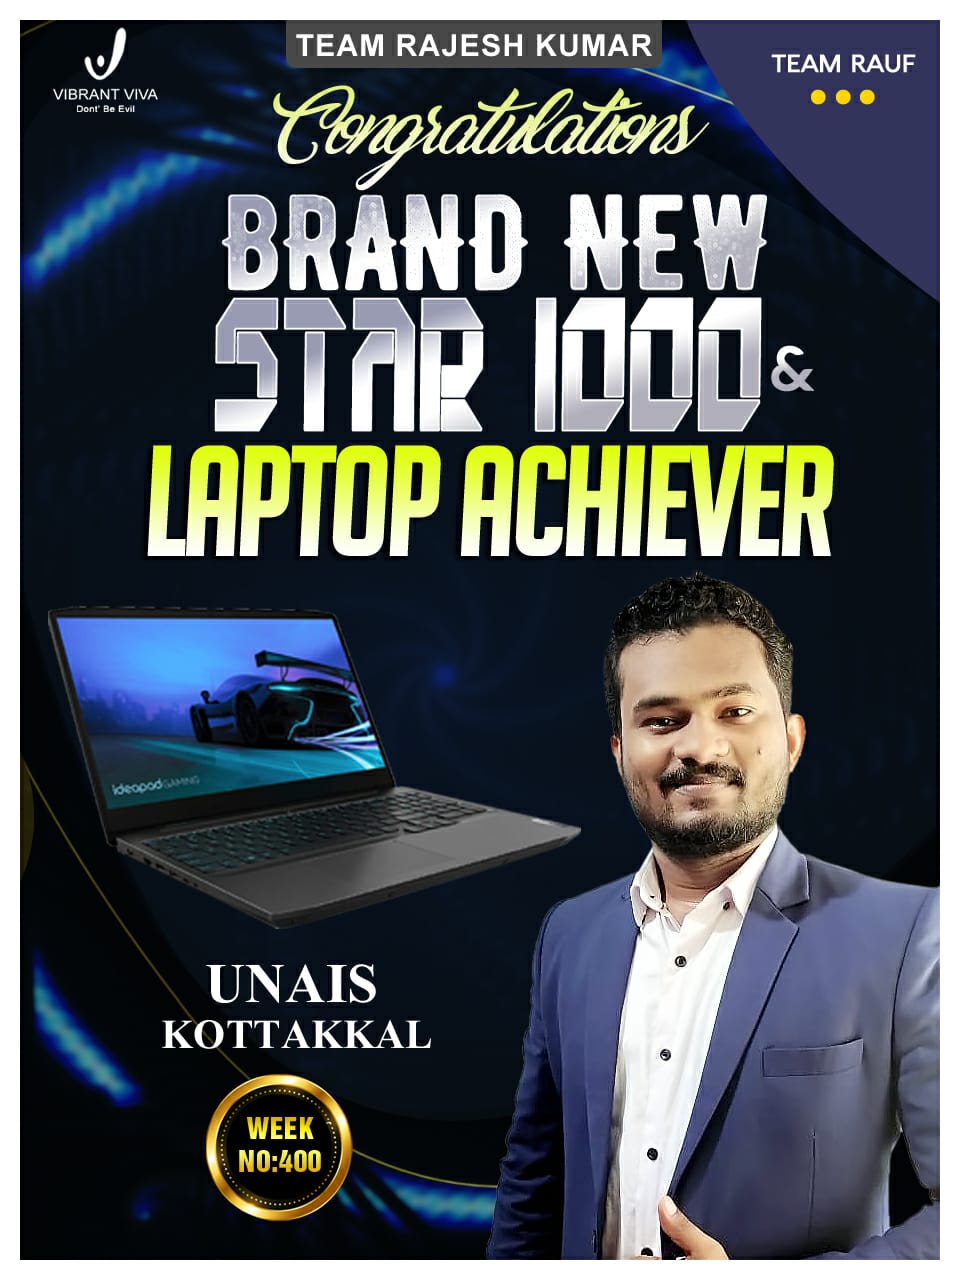 TEAM RAJESH KUMAR
VIBRANT VIVA
Dont' Be Evil
TEAM RAUF
Congratulations
BRAND NEW
STAR 1000 &
LAPTOP ACHIEVER
ideapad GAMING
UNAIS
KOTTAKKAL
WEEK
NO:400